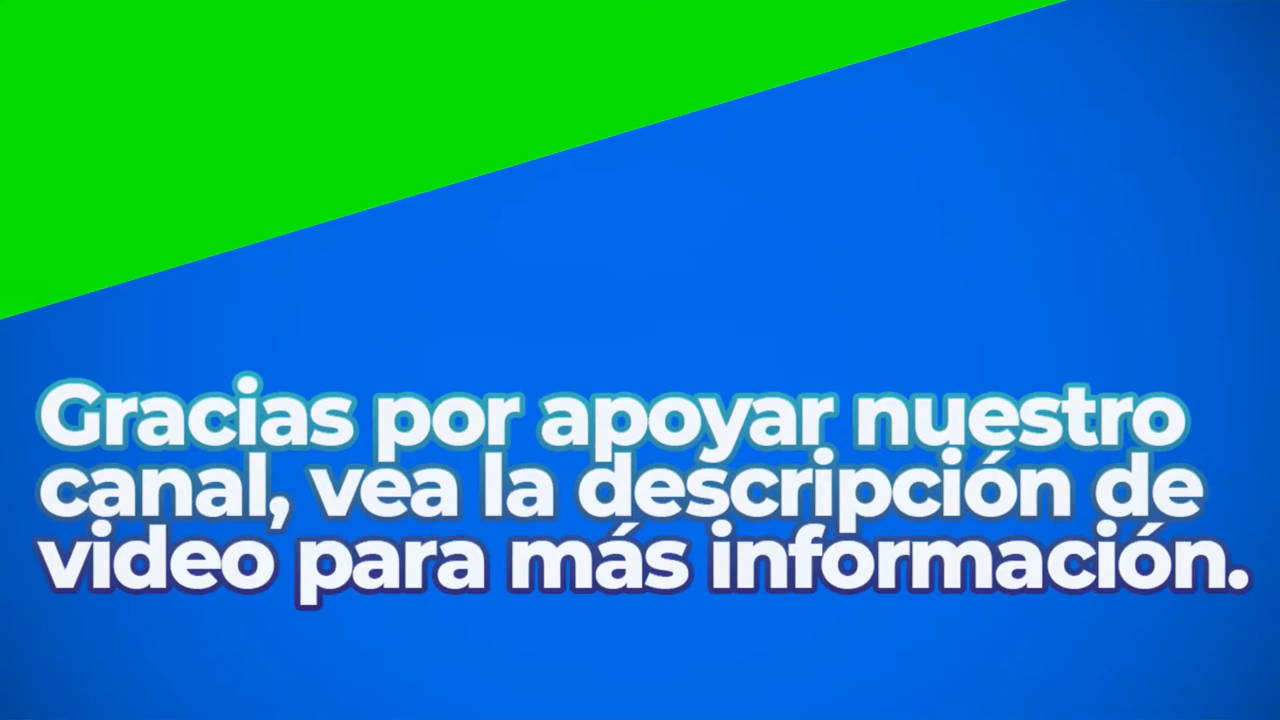 Gracias por apoyar nuestro
canal, vea la descripción de
video para más información.